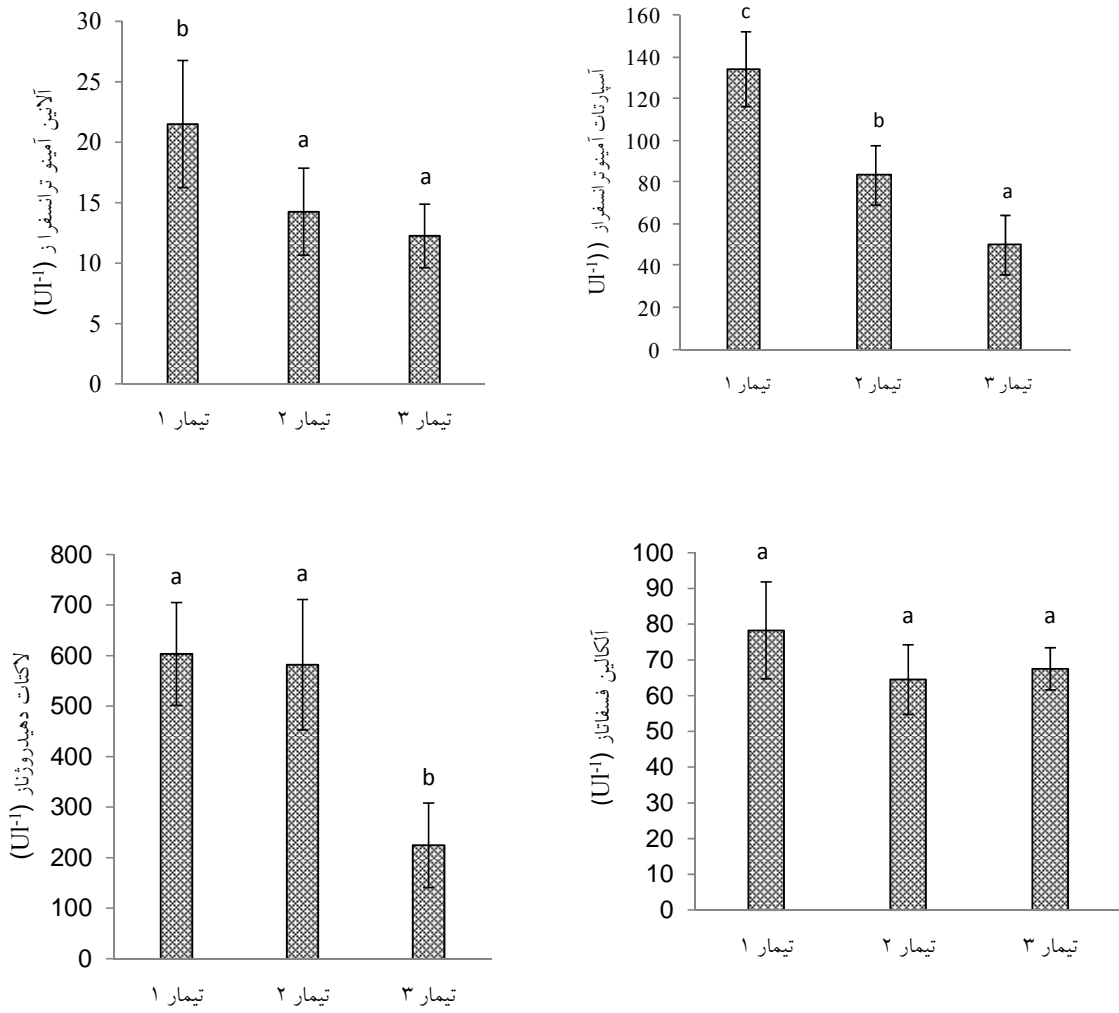 30
25
20
15
10
5
0
آلانین آمینو ترانسفرا ز (UI-1)
b
a
a
تیمار ۱
تیمار ۲
تیمار ۳
160
140
120
100
80
60
40
20
0
آسپارتات آمینوترانسفراز ((UI-1
c
b
a
تیمار ۱
تیمار ۲
تیمار ۳
800
700
600
500
400
300
200
100
0
لاکتات دهیدروژناز (UI-1)
a
a
b
تیمار ۱
تیمار ۲
تیمار ۳
100
90
80
70
60
50
40
30
20
10
0
آلکالین فسفاتاز (UI-1)
a
a
a
تیمار ۱
تیمار ۲
تیمار ۳